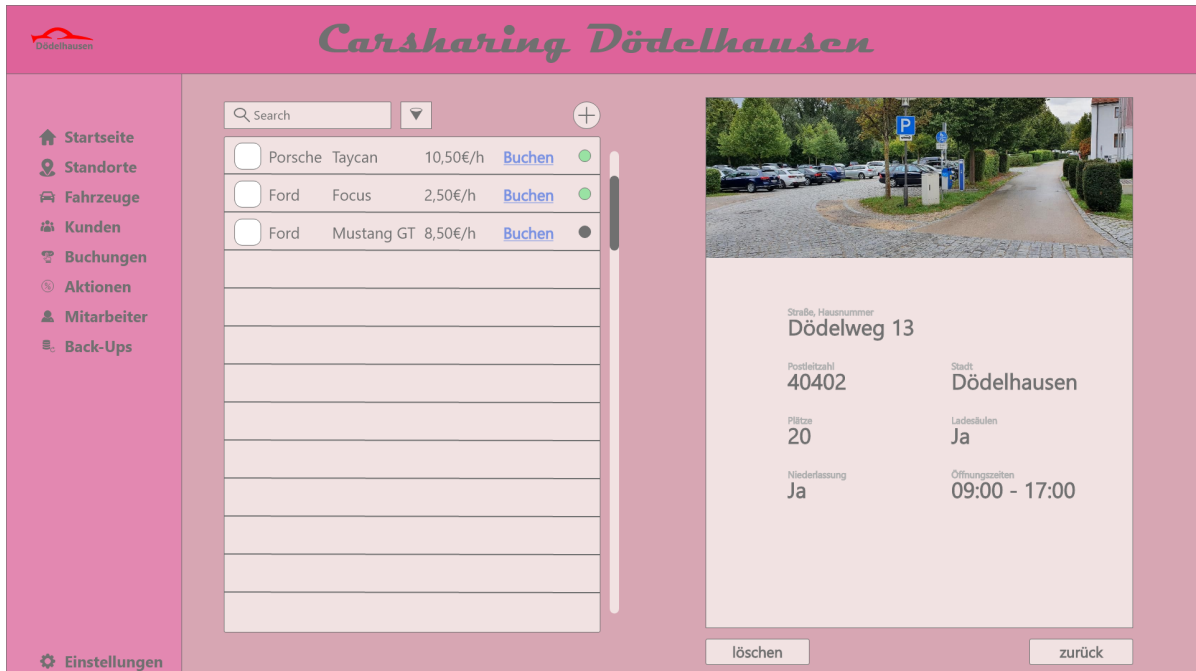 Dödelhausen
Carsharing Dödelhausen
Startseite
Standorte
Fahrzeuge
Kunden
Buchungen
Aktionen
Mitarbeiter
Back-Ups
Einstellungen
Search
Porsche Taycan 10,50€/h Buchen
Ford Focus 2,50€/h Buchen
Ford Mustang GT 8,50€/h Buchen
P
Straße, Hausnummer
Dödelweg 13
Postleitzahl Stadt
40402 Dödelhausen
Plätze Ladesäulen
20 Ja
Niederlassung Öffnungszeiten
Ja 09:00 - 17:00
löschen zurück